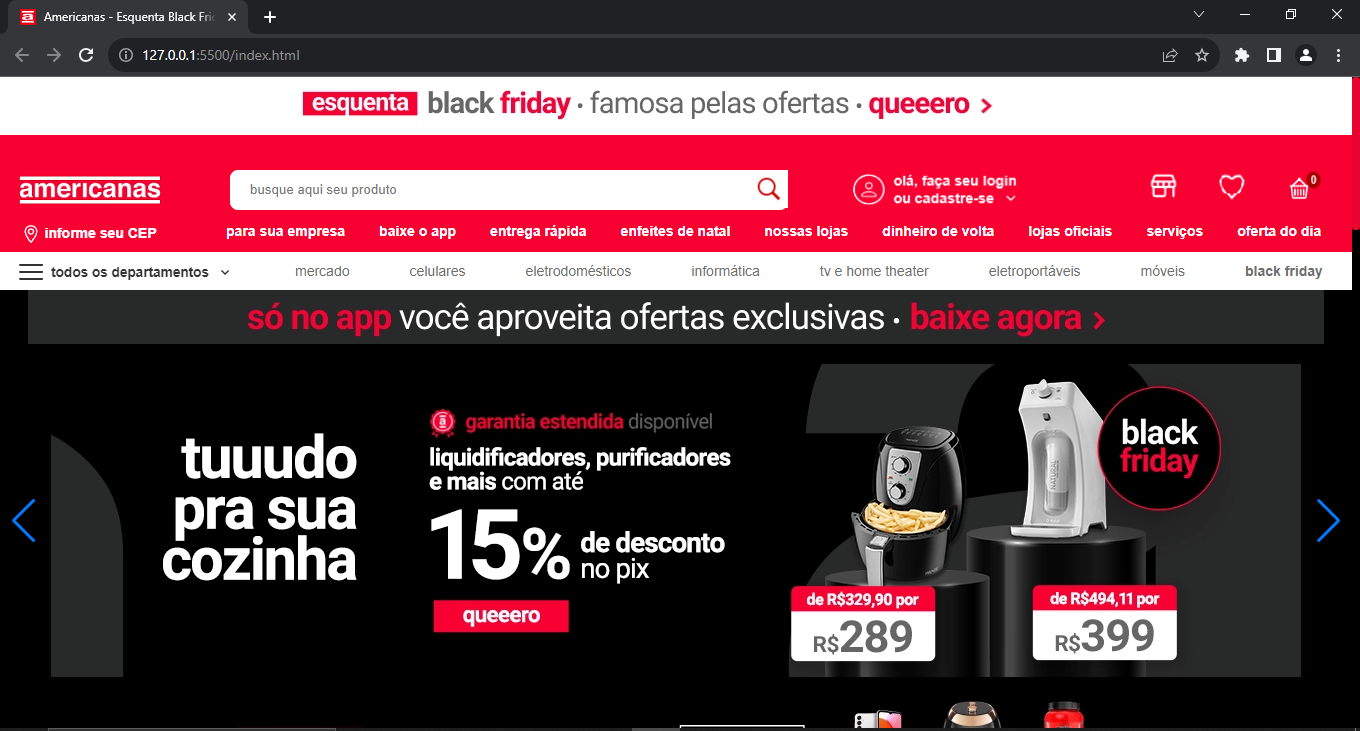 Americanas - Esquenta Black Fri
127.0.0.1:5500/index.html
esquenta black friday • famosa pelas ofertas • queeero >
americanas
busque aqui seu produto
olá, faça seu login
ou cadastre-se
0
informe seu CEP
para sua empresa baixe o app entrega rápida enfeites de natal nossas lojas dinheiro de volta lojas oficiais serviços oferta do dia
todos os departamentos mercado celulares eletrodomésticos informática tv e home theater eletroportáveis móveis black friday
só no app você aproveita ofertas exclusivas • baixe agora >
tuuudo
pra sua
cozinha
garantia estendida disponível
liquidificadores, purificadores
e mais com até
15% de desconto
no pix
queeero
NATURAL
black
friday
de R$329,90 por
R$289
de R$494,11 por
R$399